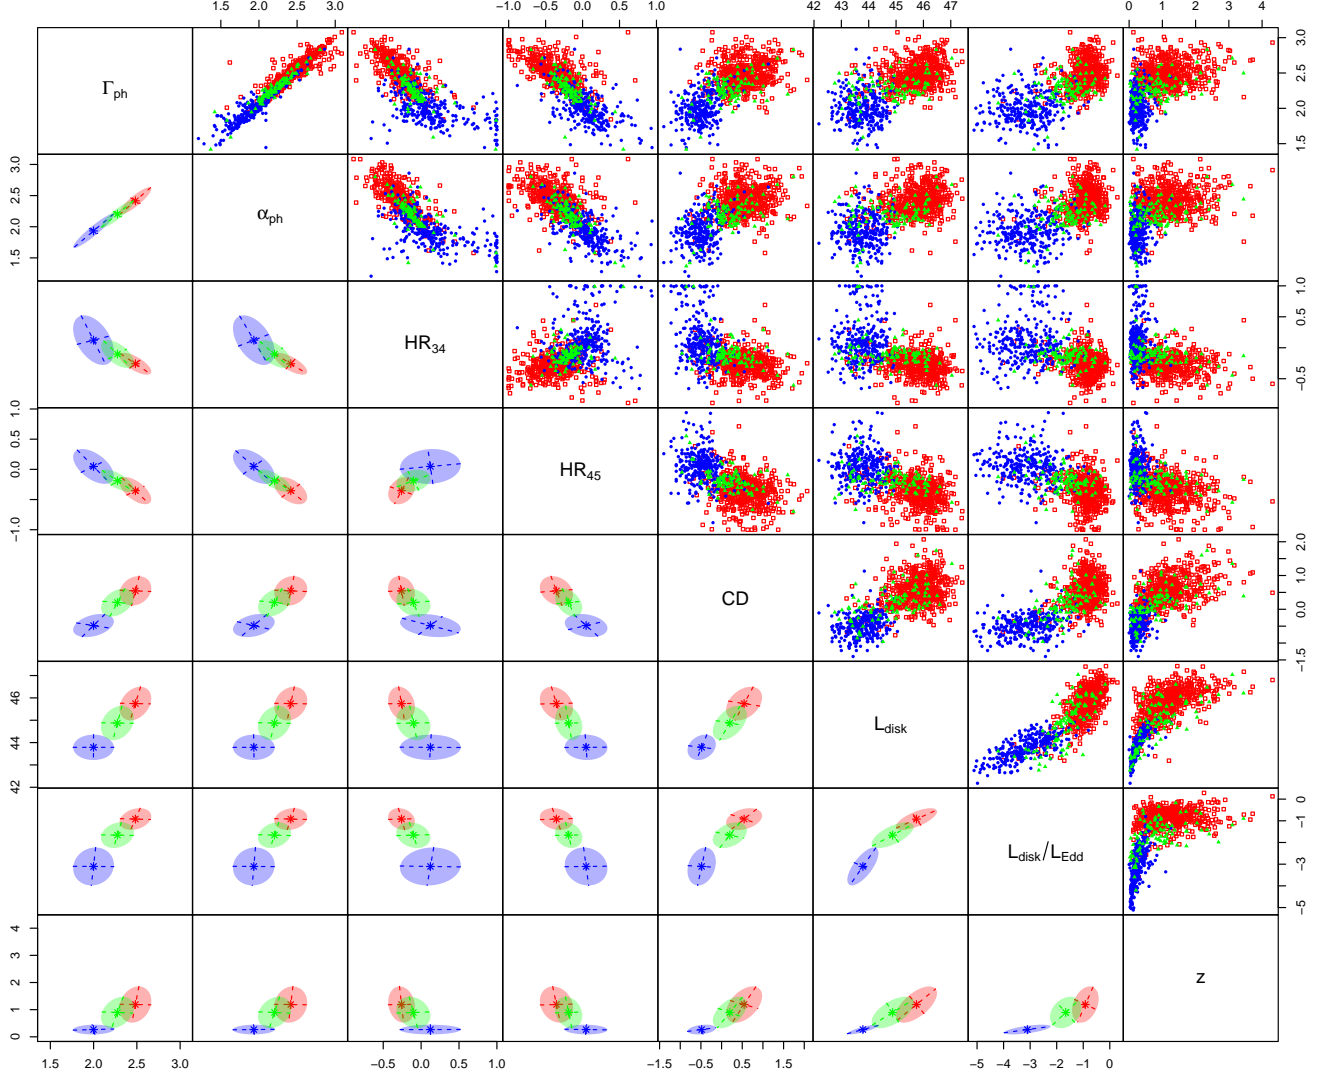 1.5 2.0 2.5 3.0
−1.0 −0.5 0.0 0.5 1.0
42 43 44 45 46 47
0 1 2 3 4
Γph
1.5 2.0 2.5 3.0
1.5 2.0 2.5 3.0
αph
HR34
−0.5 0.5 1.0
−1.0 0.0 0.5 1.0
HR45
CD
−1.5 0.0 1.0 2.0
42 44 46
Ldisk
Ldisk/LEdd
−5 −3 −1 0
0 1 2 3 4
z
1.5 2.0 2.5 3.0
−0.5 0.0 0.5 1.0
−1.5 −0.5 0.5 1.5
−5 −4 −3 −2 −1 0